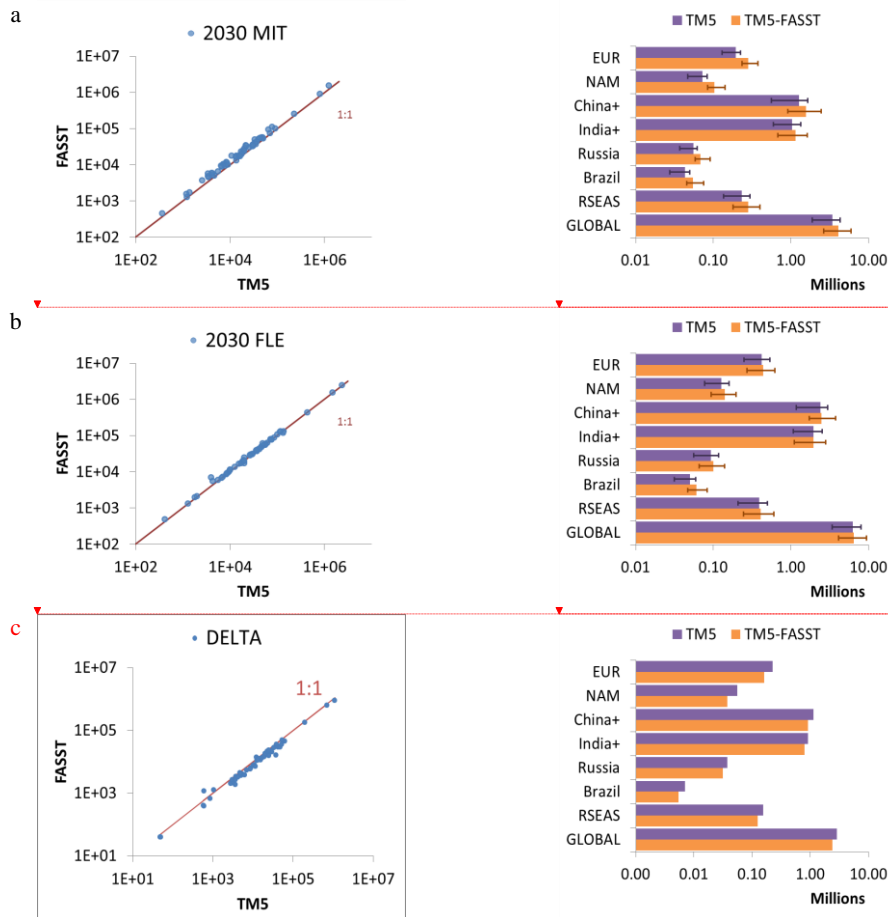 a
2030 MIT
1E+07
1E+06
1E+05
1E+04
1E+03
1E+02
FASST
1:1
1E+02 1E+04 1E+06
TM5
TM5 TM5-FASST
EUR
NAM
China+
India+
Russia
Brazil
RSEAS
GLOBAL
0.01 0.10 1.00 10.00
Millions
b
2030 FLE
1E+07
1E+06
1E+05
1E+04
1E+03
1E+02
FASST
1:1
1E+02 1E+04 1E+06
TM5
TM5 TM5-FASST
EUR
NAM
China+
India+
Russia
Brazil
RSEAS
GLOBAL
0.01 0.10 1.00 10.00
Millions
c
DELTA
1E+07
1E+05
1E+03
1E+01
FASST
1:1
1E+01 1E+03 1E+05 1E+07
TM5
TM5 TM5-FASST
EUR
NAM
China+
India+
Russia
Brazil
RSEAS
GLOBAL
0.00 0.01 0.10 1.00 10.00
Millions